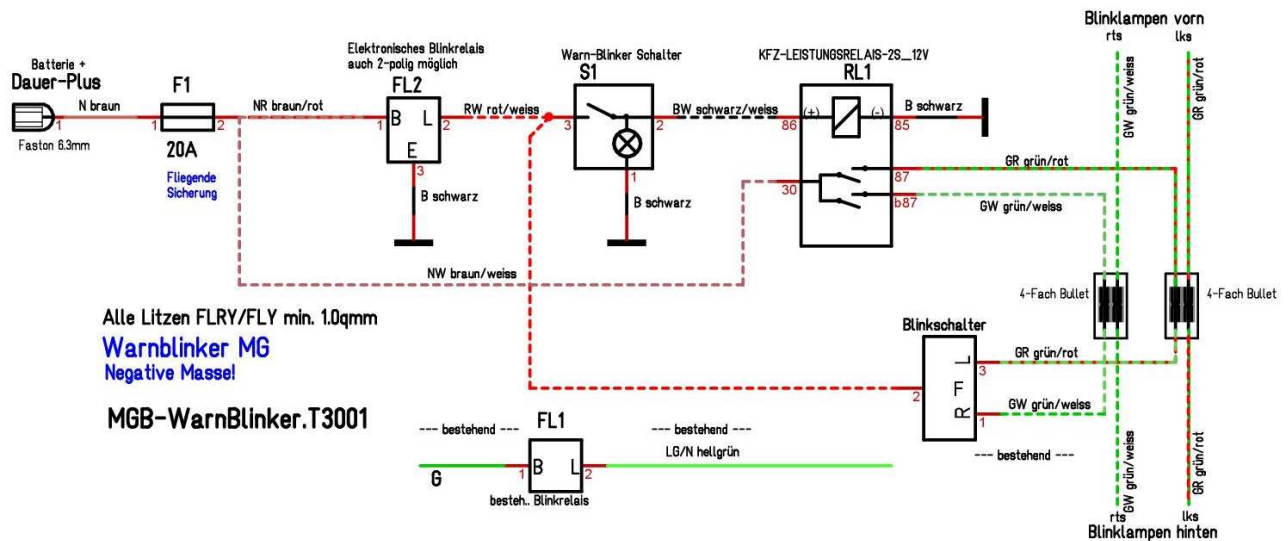 Blinklampen vorn
rts
lks
GW grün/weiss
GR grün/rot
Batterie +
Dauer-Plus
N braun
1
Faston 6.3mm
F1
1
2
20A
Fliegende
Sicherung
NR braun/rot
Elektronisches Blinkrelais
auch 2-polig möglich
FL2
1
B
L
2
E
3
B schwarz
RW rot/weiss
Warn-Blinker Schalter
S1
3
2
1
B schwarz
BW schwarz/weiss
KFZ-LEISTUNGSRELAIS-2S_12V
RL1
86
(+)
(-)
85
B schwarz
30
87
b87
GR grün/rot
GW grün/weiss
NW braun/weiss
4-Fach Bullet
4-Fach Bullet
Alle Litzen FLRY/FLY min. 1.0qmm
Warnblinker MG
Negative Masse!
MGB-WarnBlinker.T3001
Blinkschalter
2
F
L
3
R
1
GR grün/rot
GW grün/weiss
--- bestehend ---
--- bestehend ---
FL1
--- bestehend ---
G
1
B
L
2
LG/N hellgrün
besteh.. Blinkrelais
GW grün/weiss
GR grün/rot
rts
lks
Blinklampen hinten